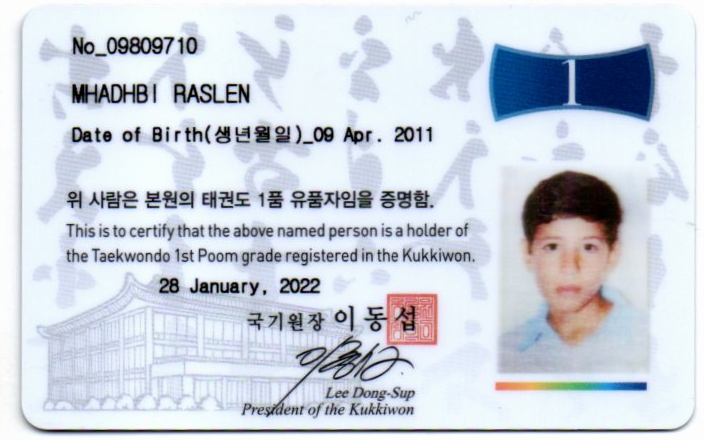 No_09809710
1
MHADHBI RASLEN
Date of Birth(생년월일)_09 Apr. 2011
위 사람은 본원의 태권도 1품 유품자임을 증명함.
This is to certify that the above named person is a holder of
the Taekwondo 1st Poom grade registered in the Kukkiwon.
28 January, 2022
국기원장 이동섭
Lee Dong-Sup
President of the Kukkiwon